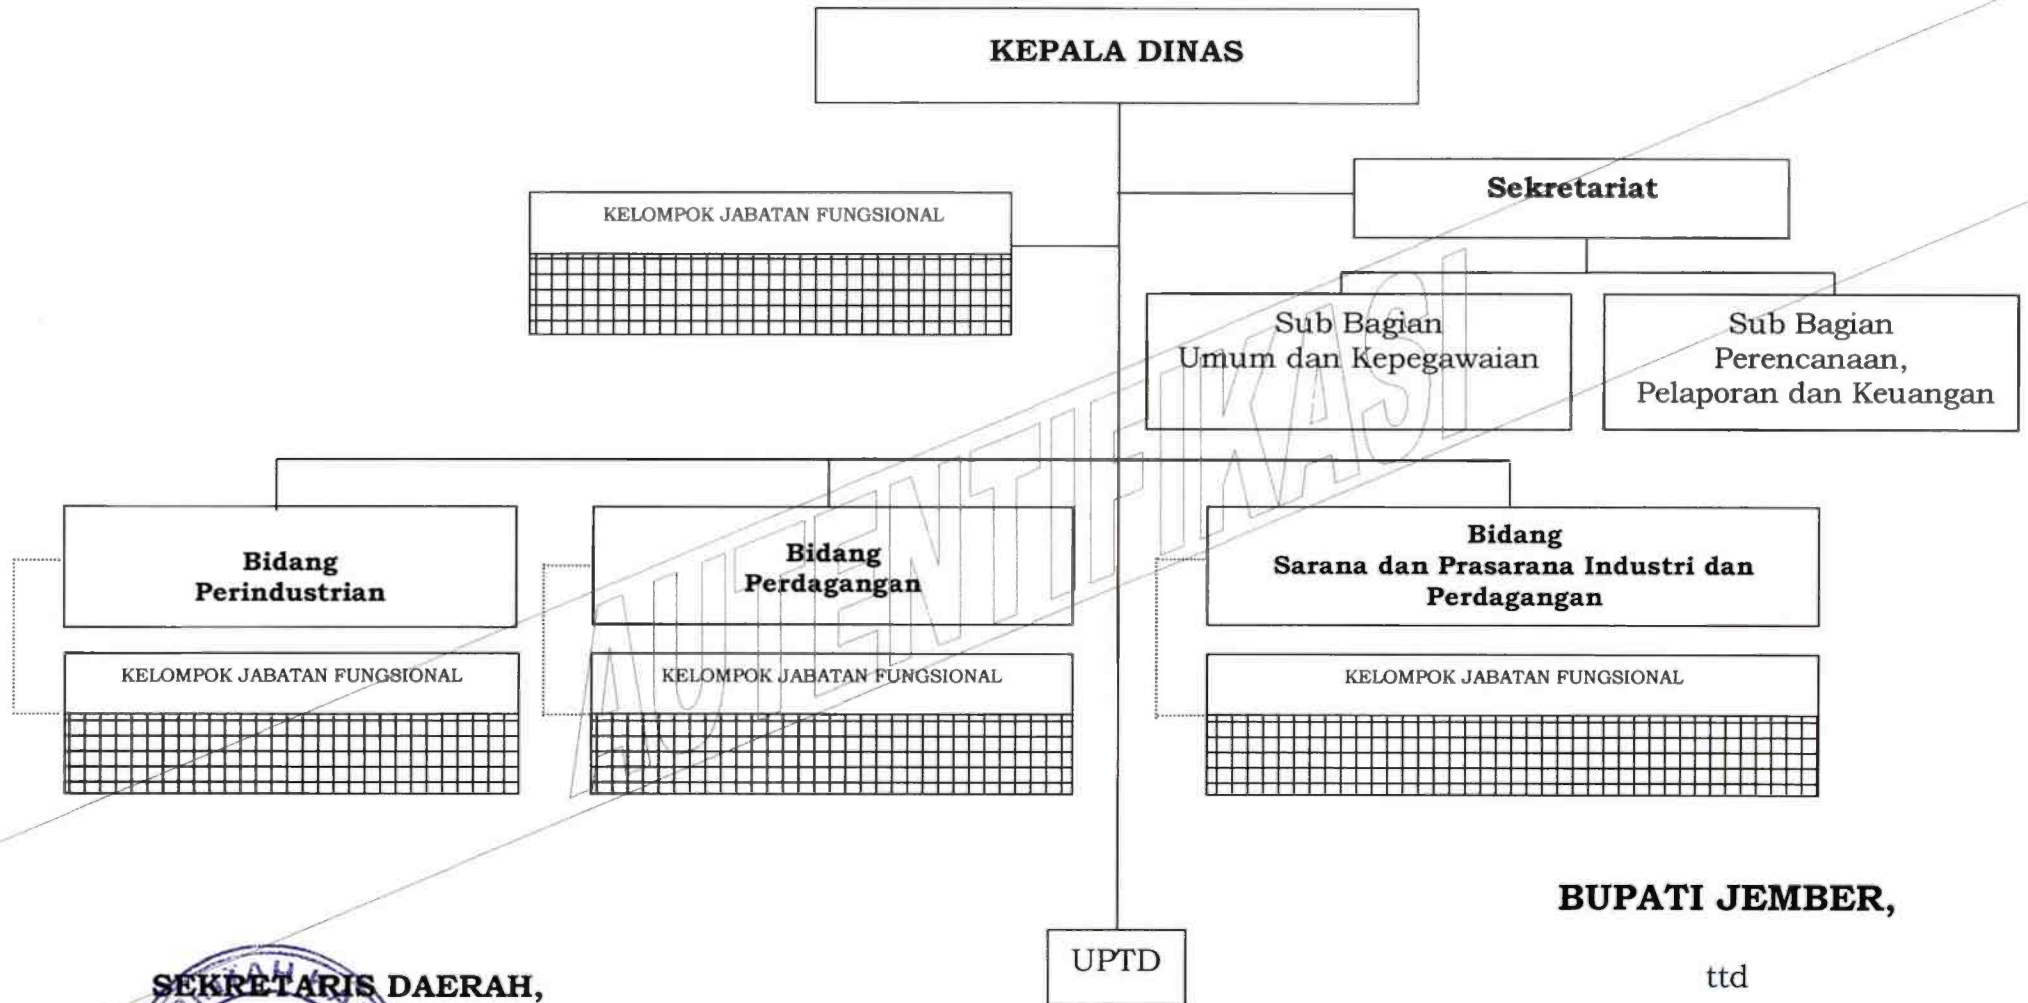 KEPALA DINAS
Sekretariat
KELOMPOK JABATAN FUNGSIONAL
Sub Bagian
Umum dan Kepegawaian
Sub Bagian
Perencanaan,
Pelaporan dan Keuangan
Bidang
Perindustrian
Bidang
Perdagangan
Bidang
Sarana dan Prasarana Industri dan
Perdagangan
KELOMPOK JABATAN FUNGSIONAL
KELOMPOK JABATAN FUNGSIONAL
KELOMPOK JABATAN FUNGSIONAL
AUTENTIFIKASI
BUPATI JEMBER,
UPTD
ttd
SEKRETARIS DAERAH,